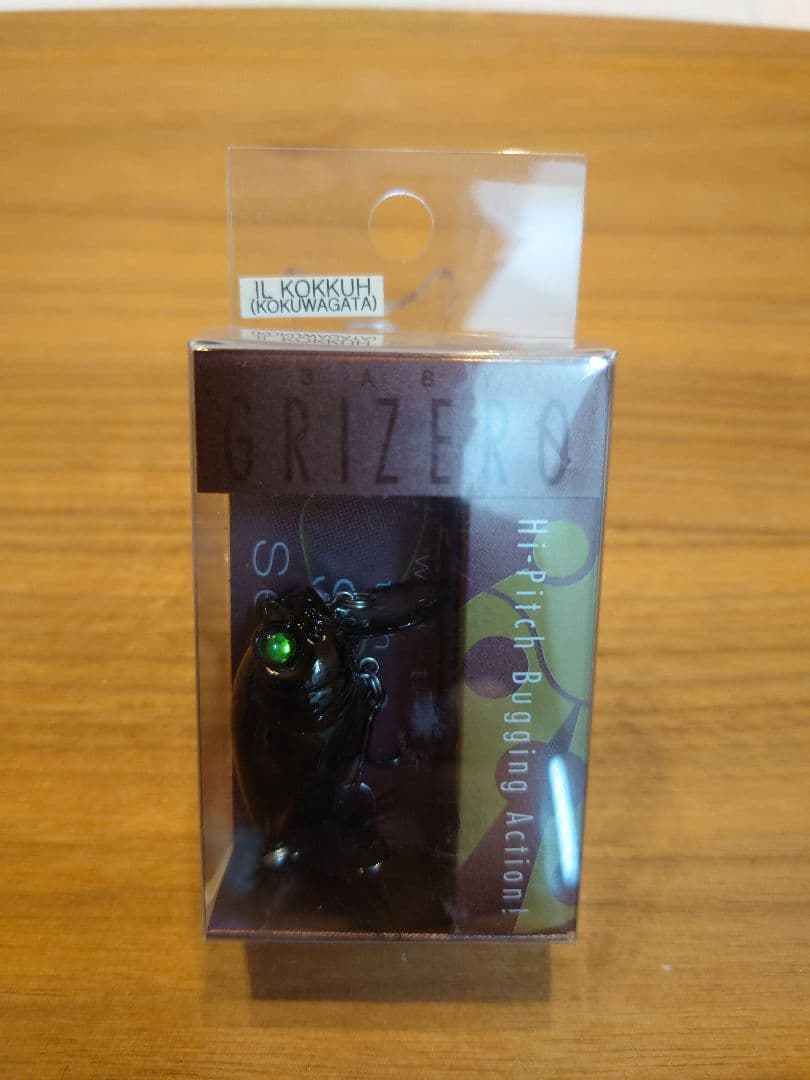 IL KOKKUH
(KOKUWAGATA)
BABY
GRIZERO
Hi-Pitch Bugging Action!